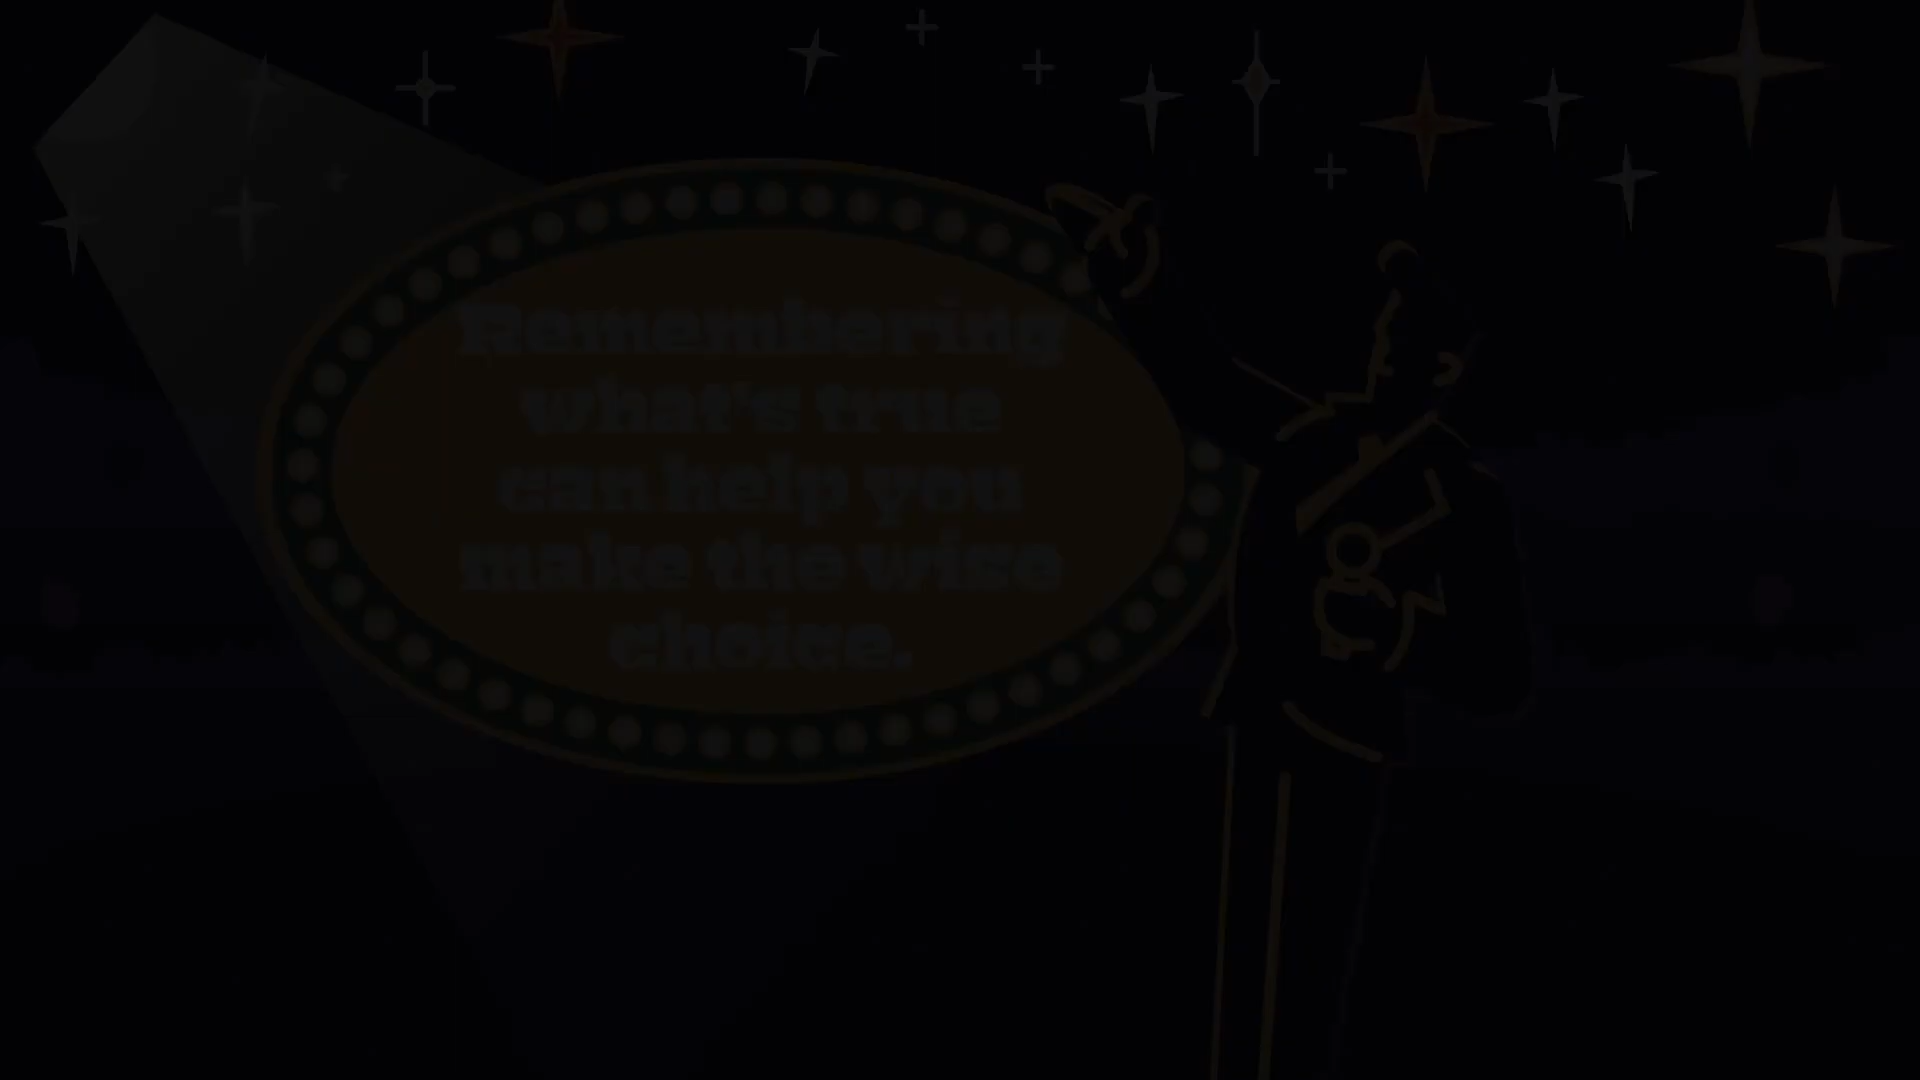 Remembering
what's true
can help you
make the wise
choice.